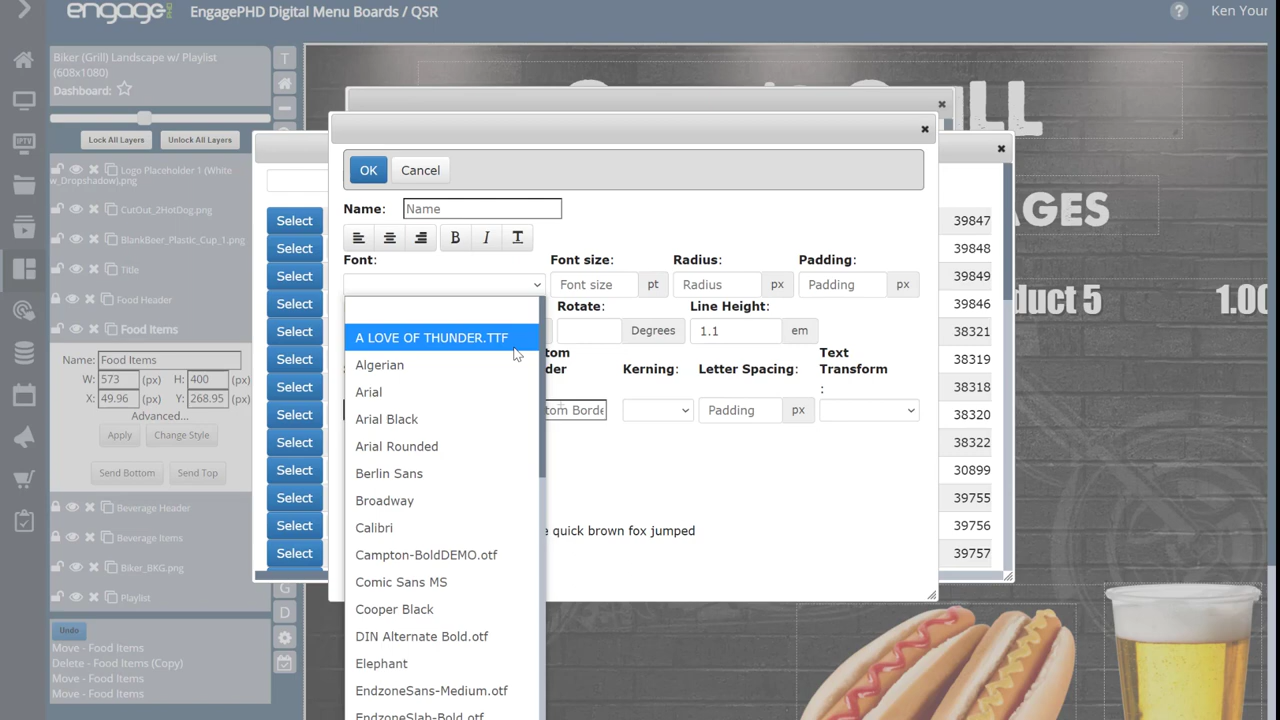 engage PHD
EngagePHD Digital Menu Boards / QSR
? Ken Your
Biker (Grill) Landscape w/ Playlist
(608x1080)
Dashboard:
T
Lock All Layers
Unlock All Layers
IPTV
Logo Placeholder 1 (White
w_Dropshadow).png
CutOut_2HotDog.png
BlankBeer_Plastic_Cup_1.png
Title
Food Header
Food Items
Name: Food Items
W: 573 (px) H: 400 (px)
X: 49.96 (px) Y: 268.95 (px)
Advanced...
Apply
Change Style
Send Bottom
Send Top
Beverage Header
Beverage Items
Biker_BKG.png
Playlist
G
D
Undo
Move - Food Items
Delete - Food Items (Copy)
Move - Food Items
Move - Food Items
OK
Cancel
Name: Name
B I T
Font:
Font size:
Radius:
Padding:
Font size pt
Radius px
Padding px
Rotate:
Line Height:
Degrees
1.1 em
Kerning:
Letter Spacing:
Text
Transform
:
tom
der
tom Borde
Padding px
e quick brown fox jumped
A LOVE OF THUNDER.TTF
Algerian
Arial
Arial Black
Arial Rounded
Berlin Sans
Broadway
Calibri
Campton-BoldDEMO.otf
Comic Sans MS
Cooper Black
DIN Alternate Bold.otf
Elephant
EndzoneSans-Medium.otf
EndzoneSlab-Bold.otf
Select 39847
Select 39848
Select 39849
Select 39846
Select 38321
Select 38319
Select 38318
Select 38320
Select 38322
Select 30899
Select 39755
Select 39756
Select 39757
LL
AGES
duct 5
1.00